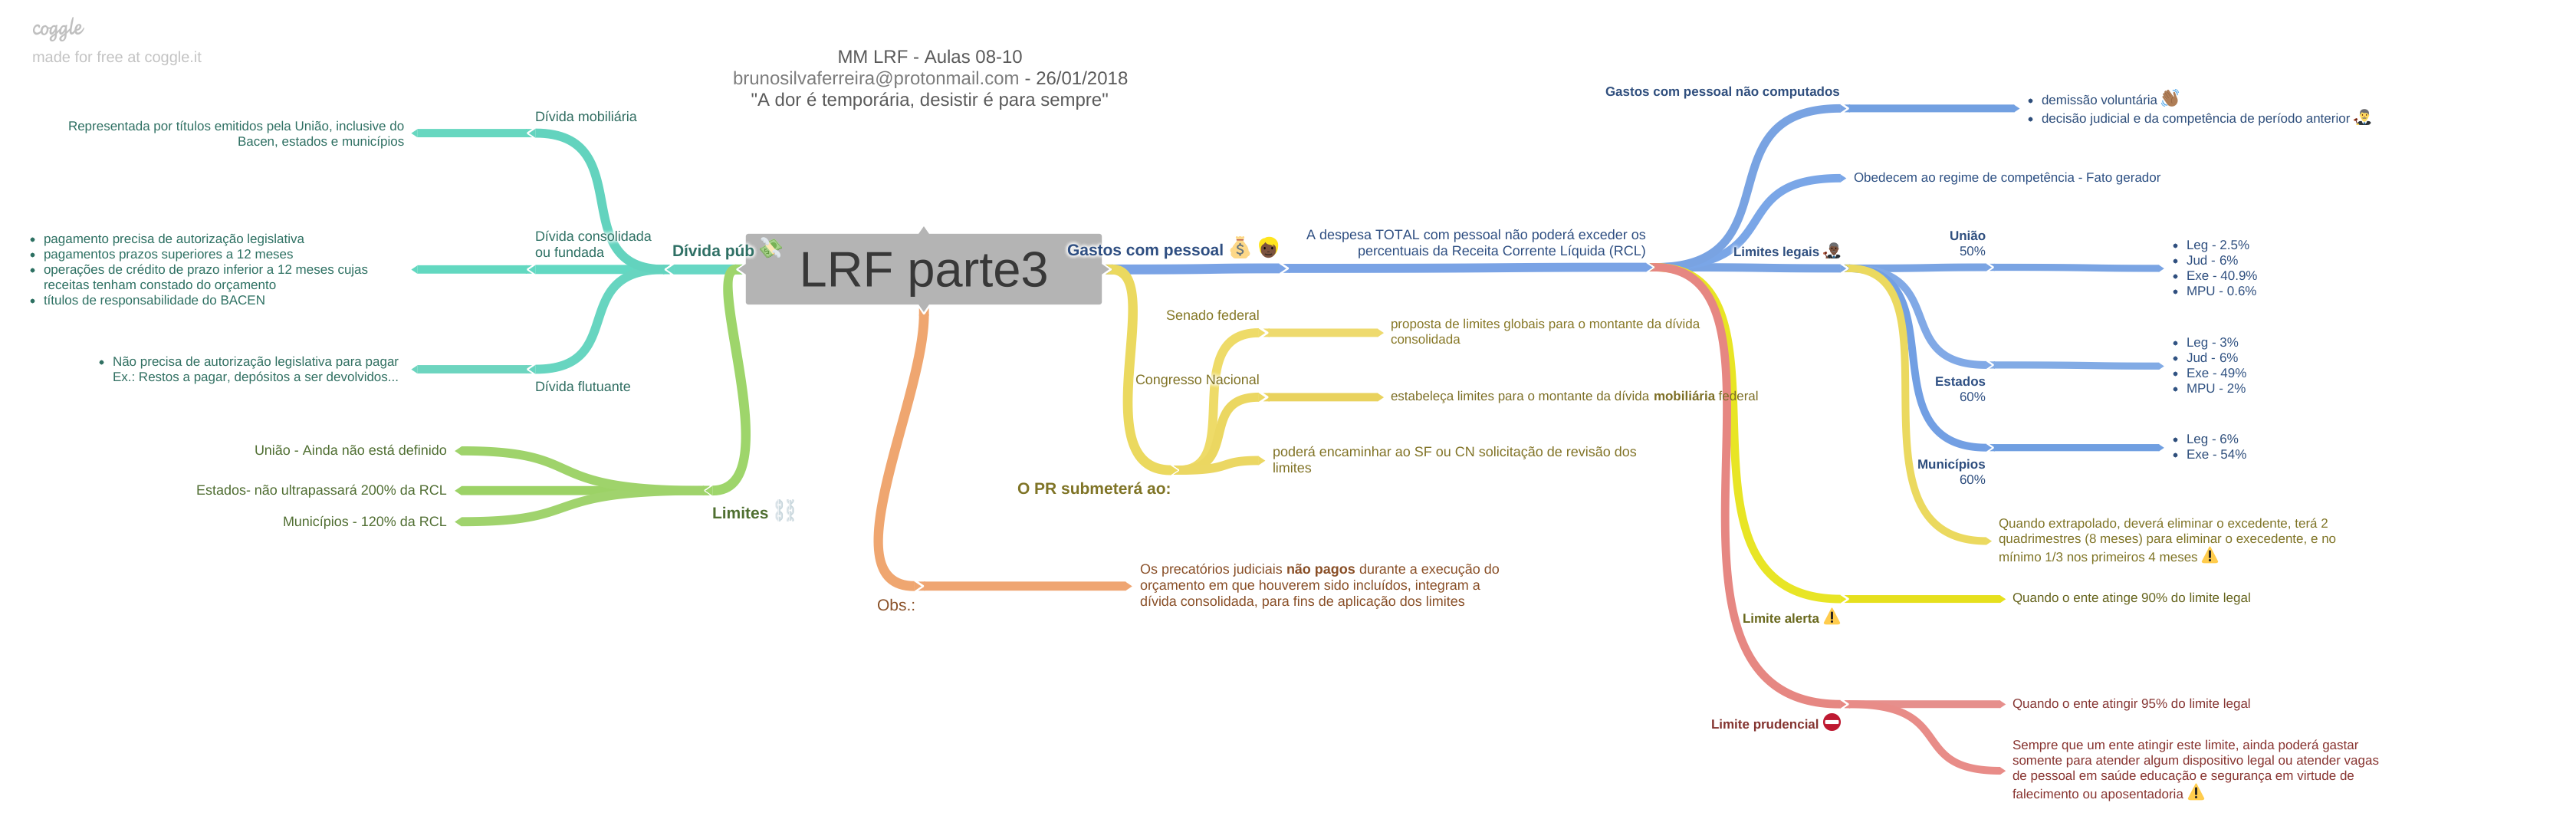 coggle
made for free at coggle.it
MM LRF - Aulas 08-10
brunosilvaferreira@protonmail.com - 26/01/2018
"A dor é temporária, desistir é para sempre"
LRF parte3
Dívida púb
Dívida mobiliária
Representada por títulos emitidos pela União, inclusive do
Bacen, estados e municípios
Dívida consolidada
ou fundada
• pagamento precisa de autorização legislativa
• pagamentos prazos superiores a 12 meses
• operações de crédito de prazo inferior a 12 meses cujas
receitas tenham constado do orçamento
• títulos de responsabilidade do BACEN
Dívida flutuante
• Não precisa de autorização legislativa para pagar
Ex.: Restos a pagar, depósitos a ser devolvidos...
Limites
União - Ainda não está definido
Estados- não ultrapassará 200% da RCL
Municípios - 120% da RCL
Gastos com pessoal
A despesa TOTAL com pessoal não poderá exceder os
percentuais da Receita Corrente Líquida (RCL)
Gastos com pessoal não computados
• demissão voluntária
• decisão judicial e da competência de período anterior
Obedecem ao regime de competência - Fato gerador
Limites legais
União
50%
• Leg - 2.5%
• Jud - 6%
• Exe - 40.9%
• MPU - 0.6%
Estados
60%
• Leg - 3%
• Jud - 6%
• Exe - 49%
• MPU - 2%
Municípios
60%
• Leg - 6%
• Exe - 54%
Quando extrapolado, deverá eliminar o excedente, terá 2
quadrimestres (8 meses) para eliminar o execedente, e no
mínimo 1/3 nos primeiros 4 meses
Limite alerta
Quando o ente atinge 90% do limite legal
Limite prudencial
Quando o ente atingir 95% do limite legal
Sempre que um ente atingir este limite, ainda poderá gastar
somente para atender algum dispositivo legal ou atender vagas
de pessoal em saúde educação e segurança em virtude de
falecimento ou aposentadoria
O PR submeterá ao:
Senado federal
proposta de limites globais para o montante da dívida
consolidada
Congresso Nacional
estabeleça limites para o montante da dívida mobiliária federal
poderá encaminhar ao SF ou CN solicitação de revisão dos
limites
Obs.:
Os precatórios judiciais não pagos durante a execução do
orçamento em que houverem sido incluídos, integram a
dívida consolidada, para fins de aplicação dos limites